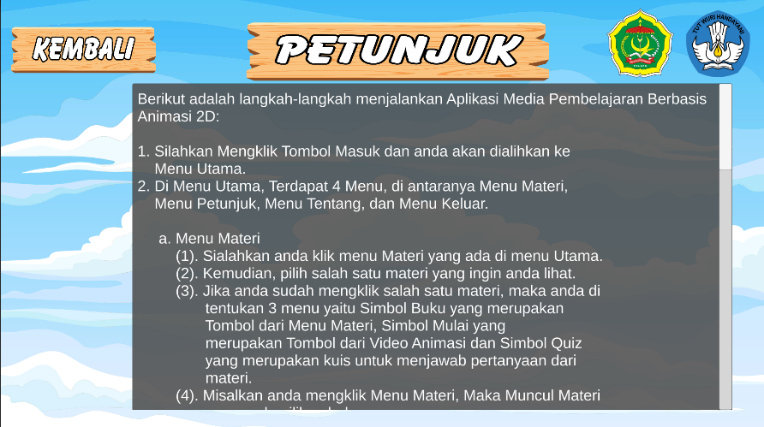 KEMBALI
PETUNJUK
TUT WURI HANDAYANI
Berikut adalah langkah-langkah menjalankan Aplikasi Media Pembelajaran Berbasis
Animasi 2D:
1. Silahkan Mengklik Tombol Masuk dan anda akan dialihkan ke
Menu Utama.
2. Di Menu Utama, Terdapat 4 Menu, di antaranya Menu Materi,
Menu Petunjuk, Menu Tentang, dan Menu Keluar.
a. Menu Materi
(1). Sialahkan anda klik menu Materi yang ada di menu Utama.
(2). Kemudian, pilih salah satu materi yang ingin anda lihat.
(3). Jika anda sudah mengklik salah satu materi, maka anda di
tentukan 3 menu yaitu Simbol Buku yang merupakan
Tombol dari Menu Materi, Simbol Mulai yang
merupakan Tombol dari Video Animasi dan Simbol Quiz
yang merupakan kuis untuk menjawab pertanyaan dari
materi.
(4). Misalkan anda mengklik Menu Materi, Maka Muncul Materi